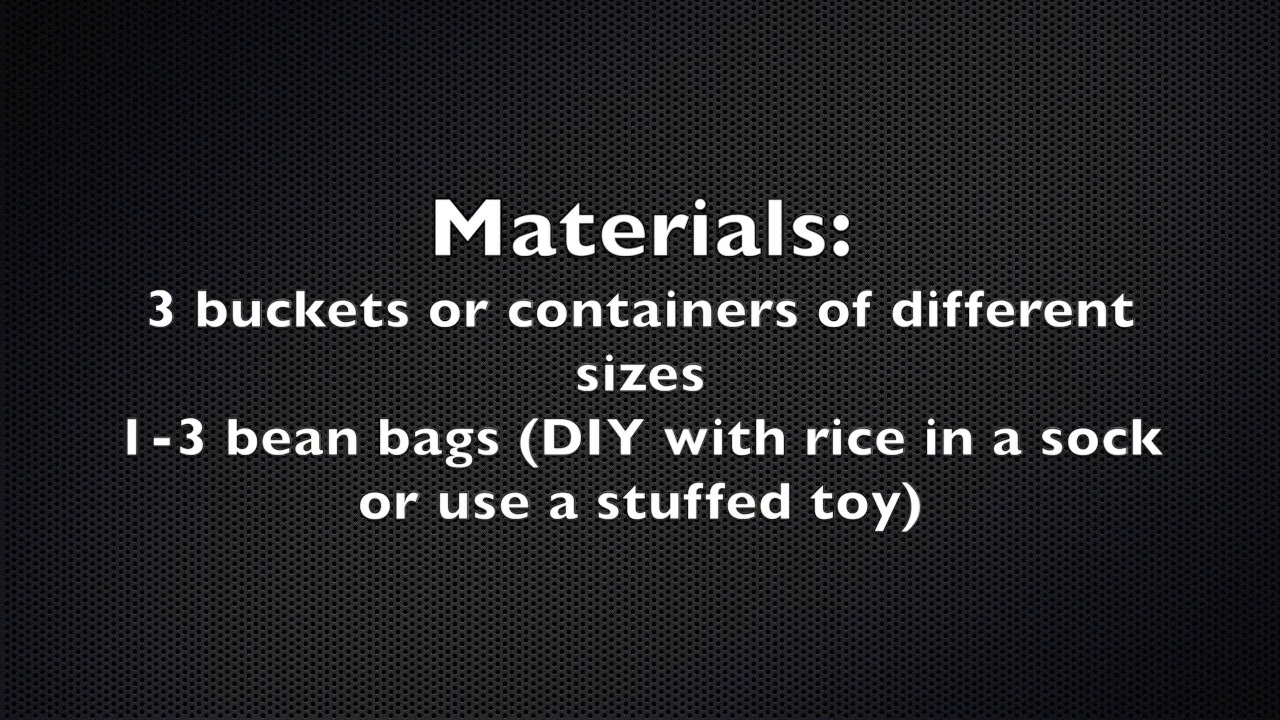 Materials:
3 buckets or containers of different
sizes
1-3 bean bags (DIY with rice in a sock
or use a stuffed toy)